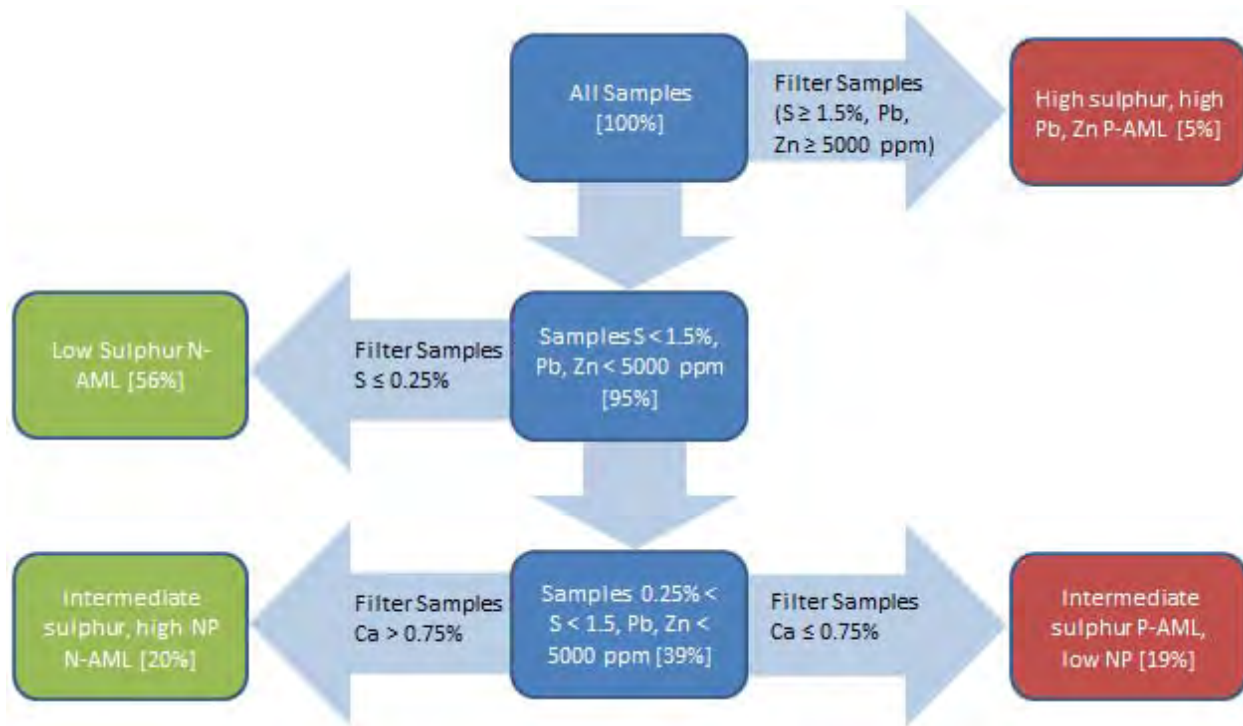 All Samples
[100%]
Filter Samples
(S ≥ 1.5%, Pb,
Zn ≥ 5000 ppm)
High sulphur, high
Pb, Zn P-AML [5%]
Low Sulphur N-
AML [56%]
Filter Samples
S ≤ 0.25%
Samples S < 1.5%,
Pb, Zn < 5000 ppm
[95%]
Intermediate
sulphur, high NP
N-AML [20%]
Filter Samples
Ca > 0.75%
Samples 0.25% <
S < 1.5, Pb, Zn <
5000 ppm [39%]
Filter Samples
Ca ≤ 0.75%
Intermediate
sulphur P-AML,
low NP [19%]